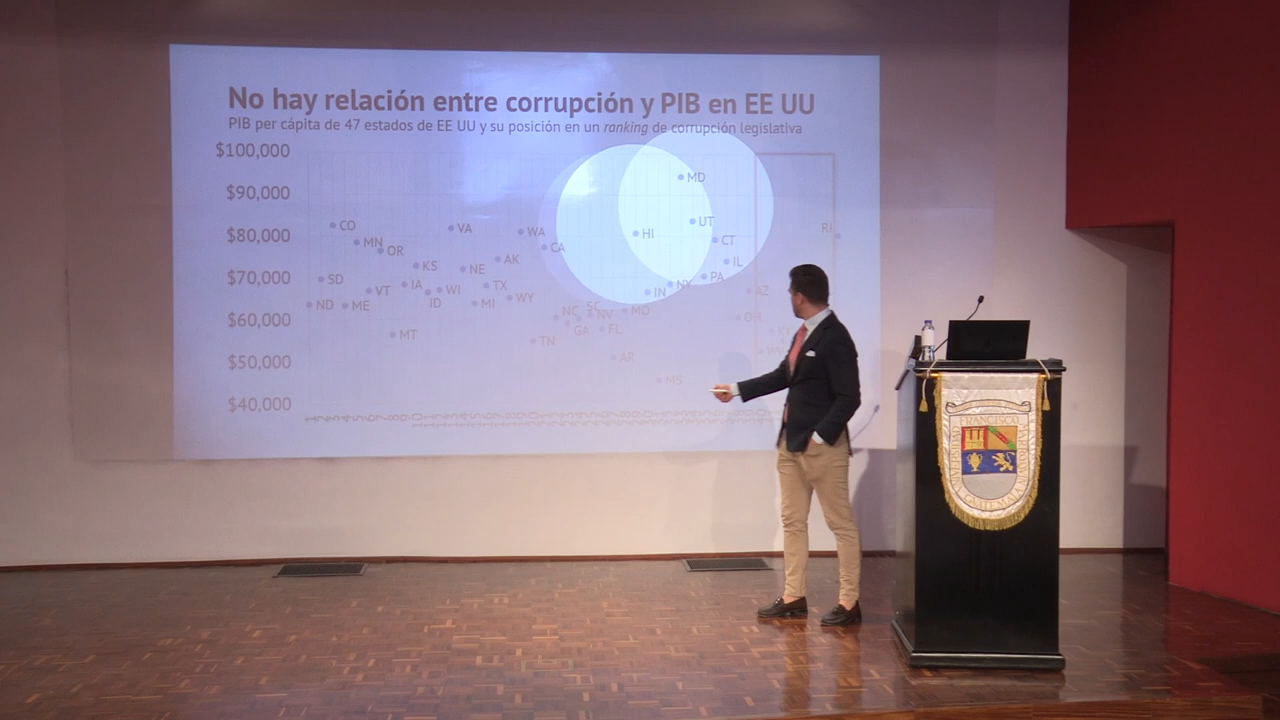 No hay relación entre corrupción y PIB en EE UU
PIB per cápita de 47 estados de EE UU y su posición en un ranking de corrupción legislativa
$100,000
$90,000
$80,000
$70,000
$60,000
$50,000
$40,000
MD
CO
VA
WA
HI
UT
RI
MN
OR
CA
CT
KS
NE
AK
IL
SD
VT
IA
WI
TX
IN
NY
PA
AZ
ND
ME
ID
MI
WY
NC
SC
NV
MO
OH
MT
GA
FL
TN
AR
MS
UNIVERSIDAD FRANCISCO MARROQUIN
GUATEMALA